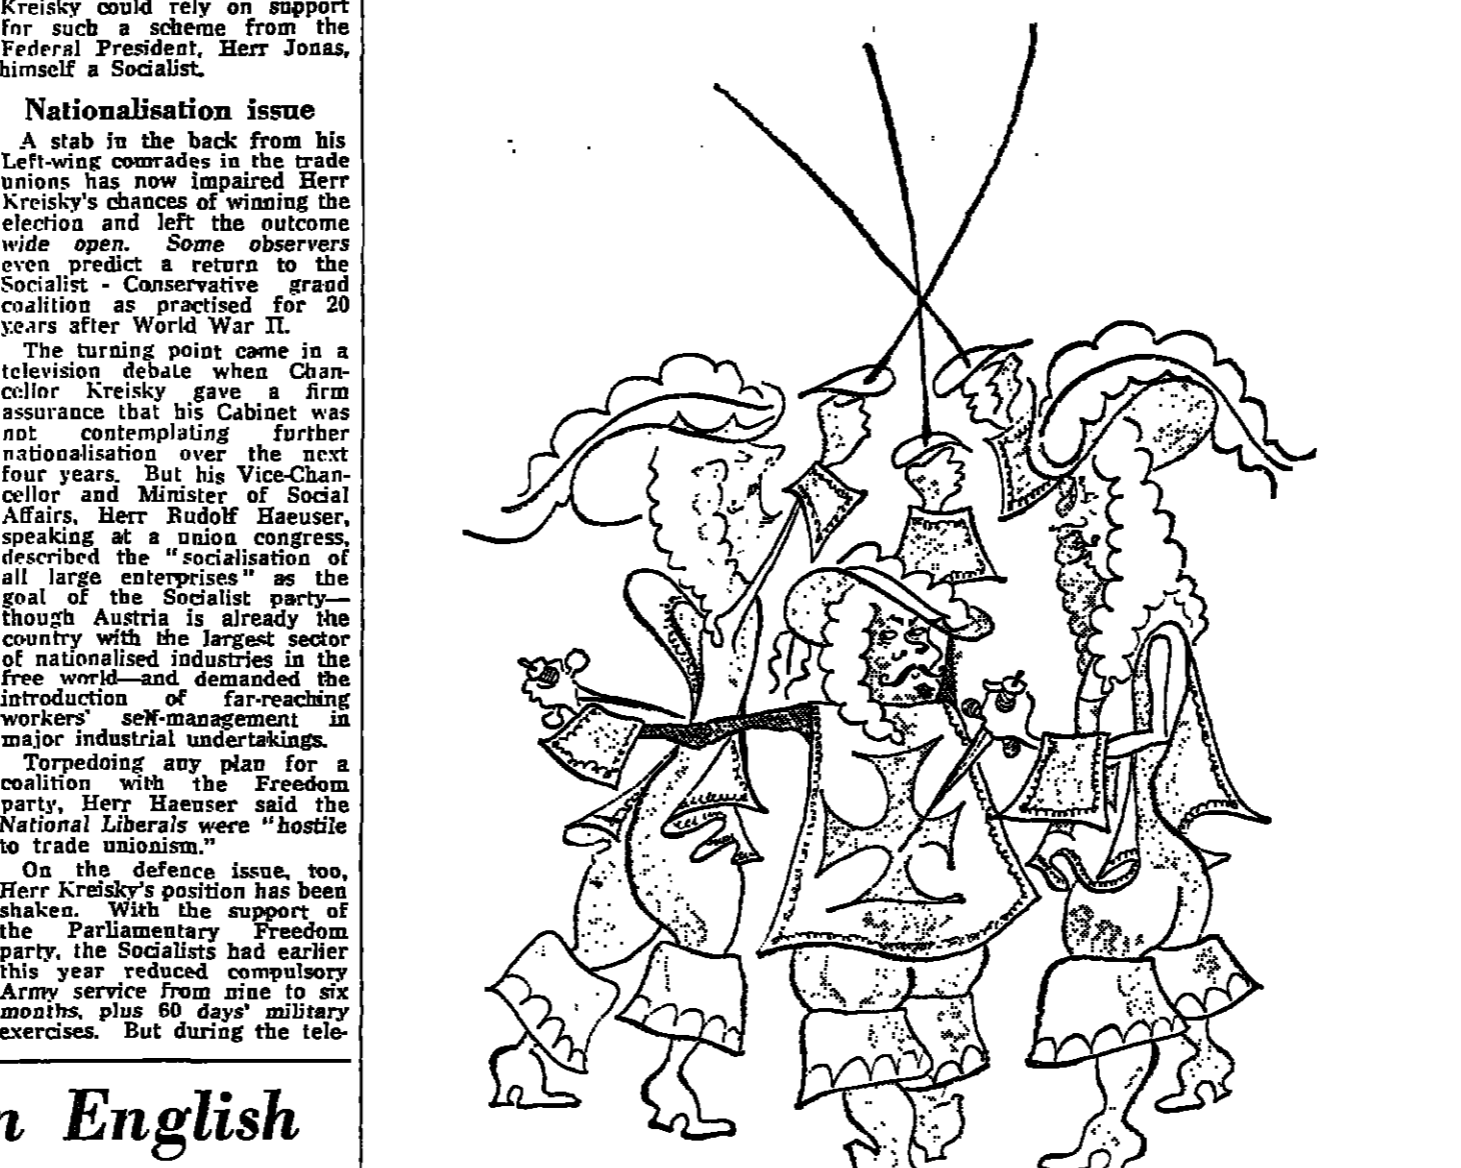 Kreisky could rely on support
for such a scheme from the
Federal President, Herr Jonas,
himself a Socialist.
Nationalisation issue
A stab in the back from his
Left-wing comrades in the trade
unions has now impaired Herr
Kreisky's chances of winning the
election and left the outcome
wide open. Some observers
even predict a return to the
Socialist - Conservative grand
coalition as practised for 20
years after World War II.
The turning point came in a
television debate when Chan-
cellor Kreisky gave a firm
assurance that his Cabinet was
not contemplating further
nationalisation over the next
four years. But his Vice-Chan-
cellor and Minister of Social
Affairs, Herr Rudolf Haeuser,
speaking at a union congress,
described the "socialisation of
all large enterprises" as the
goal of the Socialist party—
though Austria is already the
country with the largest sector
of nationalised industries in the
free world—and demanded the
introduction of far-reaching
workers' self-management in
major industrial undertakings.
Torpedoing any plan for a
coalition with the Freedom
party, Herr Haeuser said the
National Liberals were "hostile
to trade unionism."
On the defence issue, too,
Herr Kreisky's position has been
shaken. With the support of
the Parliamentary Freedom
party, the Socialists had earlier
this year reduced compulsory
Army service from nine to six
months, plus 60 days' military
exercises. But during the tele-
n English